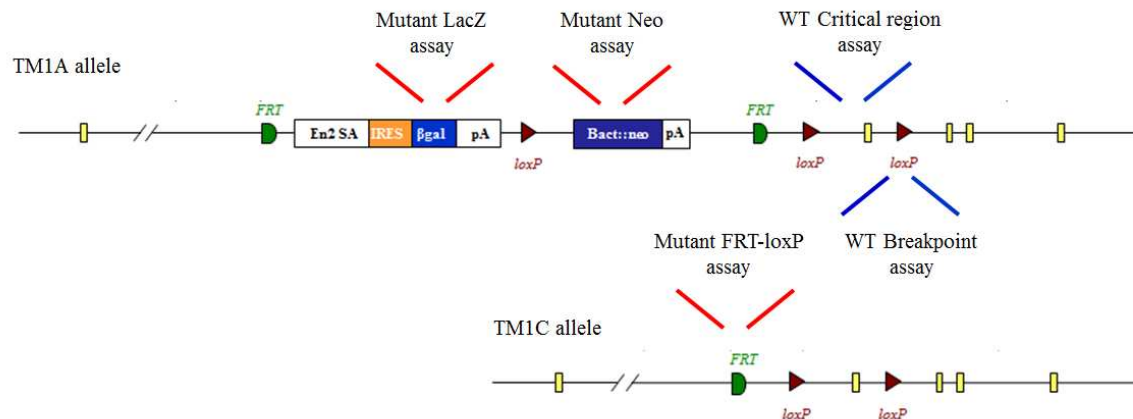 Mutant LacZ
assay
Mutant Neo
assay
WT Critical region
assay
TM1A allele
FRT
FRT
En2 SA
IRES
βgal
pA
Bact::neo
pA
loxP
loxP
loxP
Mutant FRT-loxP
assay
WT Breakpoint
assay
TM1C allele
FRT
loxP
loxP